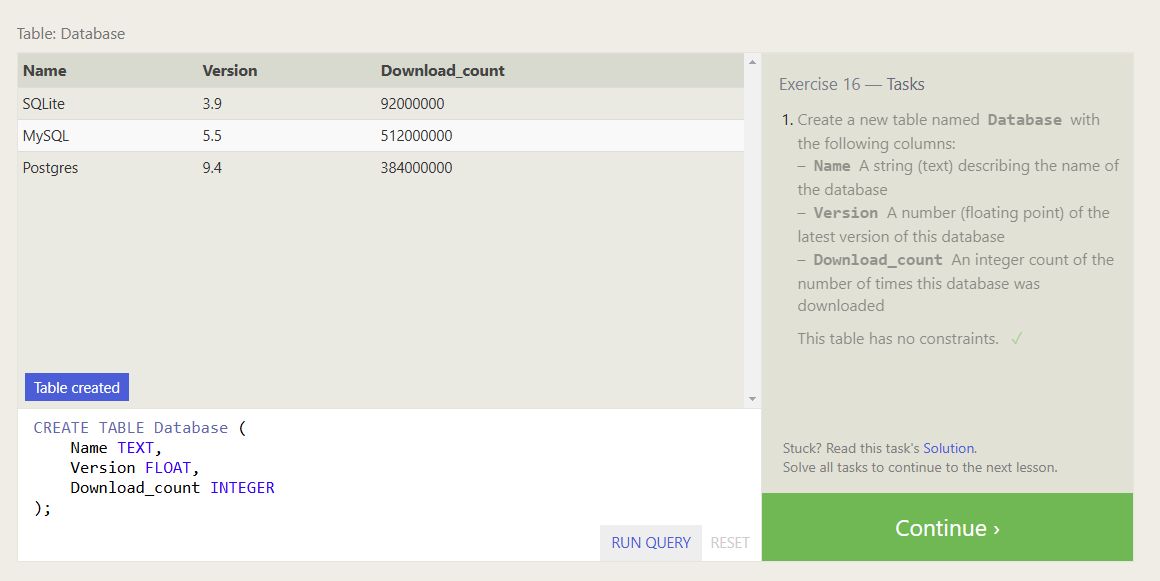 Table: Database
Name Version Download_count
SQLite 3.9 92000000
MySQL 5.5 512000000
Postgres 9.4 384000000
Table created
CREATE TABLE Database (
    Name TEXT,
    Version FLOAT,
    Download_count INTEGER
);
RUN QUERY RESET
Exercise 16 — Tasks
1. Create a new table named Database with
the following columns:
– Name A string (text) describing the name of
the database
– Version A number (floating point) of the
latest version of this database
– Download_count An integer count of the
number of times this database was
downloaded
This table has no constraints. ✓
Stuck? Read this task's Solution.
Solve all tasks to continue to the next lesson.
Continue ›